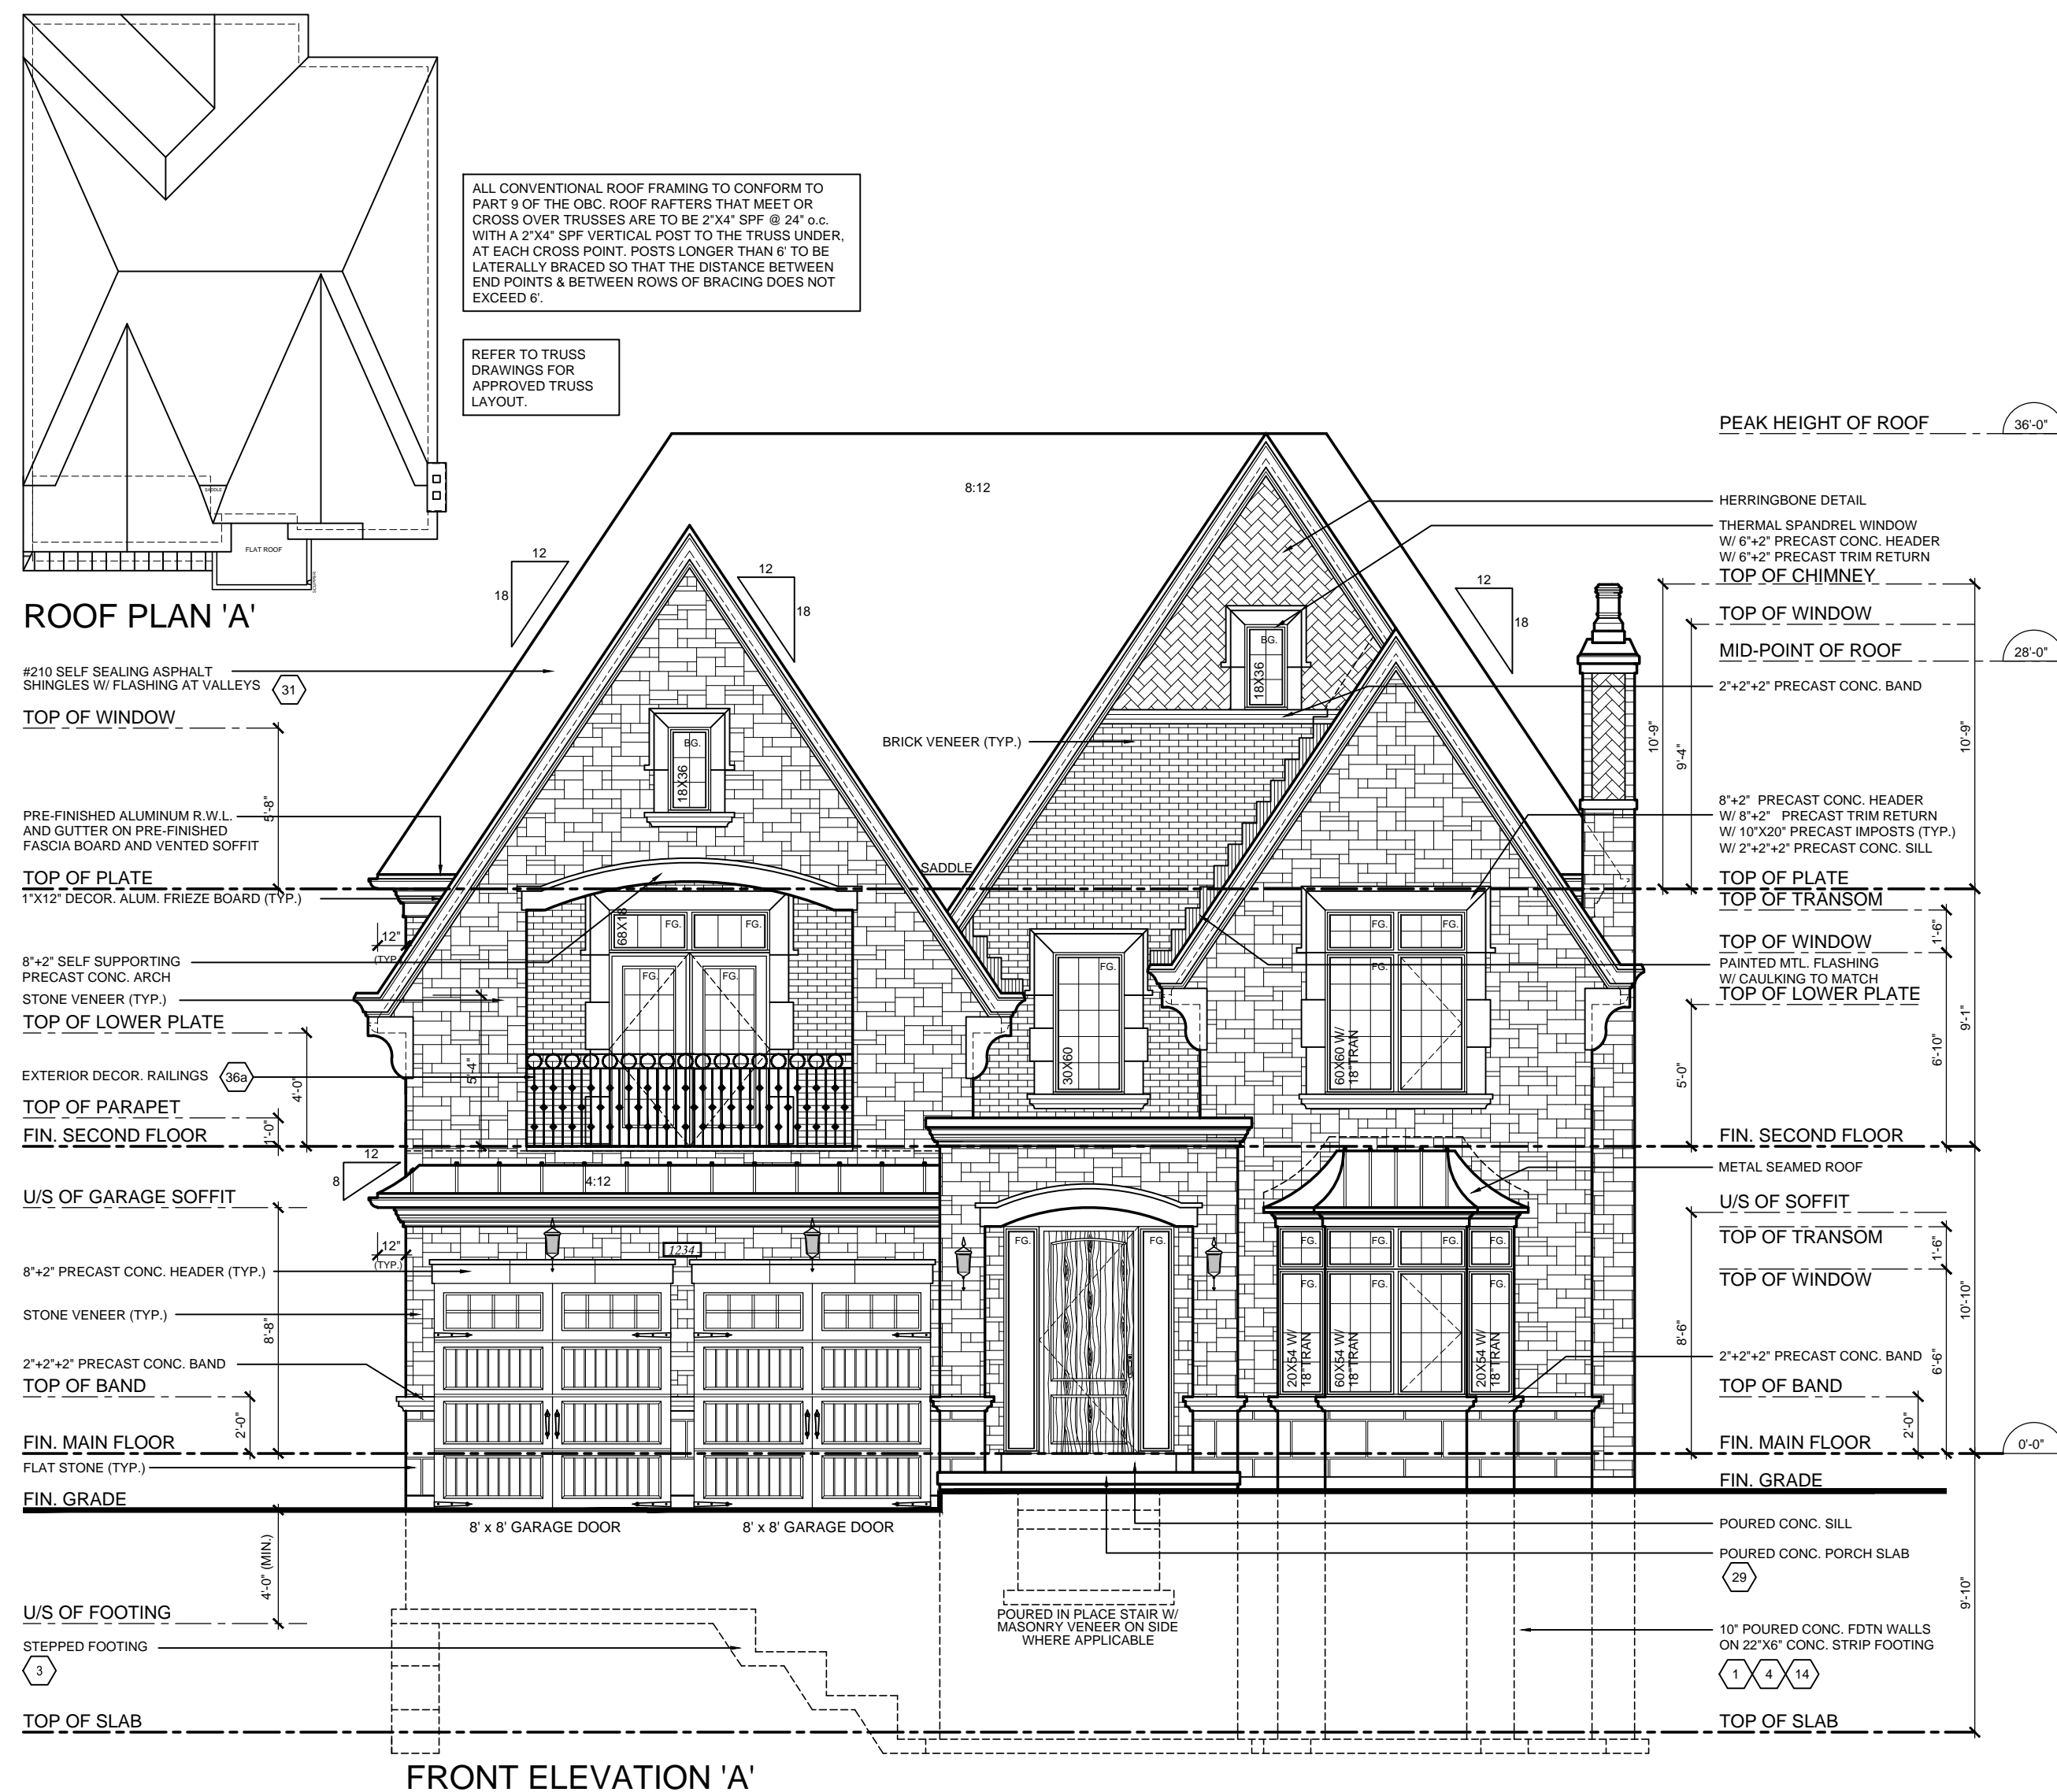 SADDLE
FLAT ROOF
SCUPPER
ROOF PLAN 'A'
ALL CONVENTIONAL ROOF FRAMING TO CONFORM TO
PART 9 OF THE OBC. ROOF RAFTERS THAT MEET OR
CROSS OVER TRUSSES ARE TO BE 2"X4" SPF @ 24" o.c.
WITH A 2"X4" SPF VERTICAL POST TO THE TRUSS UNDER,
AT EACH CROSS POINT. POSTS LONGER THAN 6' TO BE
LATERALLY BRACED SO THAT THE DISTANCE BETWEEN
END POINTS & BETWEEN ROWS OF BRACING DOES NOT
EXCEED 6'.
REFER TO TRUSS
DRAWINGS FOR
APPROVED TRUSS
LAYOUT.
#210 SELF SEALING ASPHALT
SHINGLES W/ FLASHING AT VALLEYS
31
TOP OF WINDOW
5'-8"
PRE-FINISHED ALUMINUM R.W.L.
AND GUTTER ON PRE-FINISHED
FASCIA BOARD AND VENTED SOFFIT
TOP OF PLATE
1"X12" DECOR. ALUM. FRIEZE BOARD (TYP.)
12"
(TYP.)
8"+2" SELF SUPPORTING
PRECAST CONC. ARCH
STONE VENEER (TYP.)
TOP OF LOWER PLATE
EXTERIOR DECOR. RAILINGS
36a
4'-0"
5'-4"
TOP OF PARAPET
1'-0"
FIN. SECOND FLOOR
12
8
4:12
U/S OF GARAGE SOFFIT
12"
(TYP.)
8"+2" PRECAST CONC. HEADER (TYP.)
STONE VENEER (TYP.)
8'-8"
2"+2"+2" PRECAST CONC. BAND
TOP OF BAND
2'-0"
FIN. MAIN FLOOR
FLAT STONE (TYP.)
FIN. GRADE
4'-0" (MIN.)
U/S OF FOOTING
STEPPED FOOTING
3
TOP OF SLAB
12
18
12
18
8:12
12
18
BG.
18X36
BG.
18X36
BRICK VENEER (TYP.)
SADDLE
68X18
FG.
FG.
FG.
FG.
FG.
30X60
FG.
FG.
FG.
60X60 W/
18"TRAN
1234
FG.
FG.
FG.
FG.
FG.
FG.
FG.
FG.
FG.
20X54 W/
18"TRAN
60X54 W/
18"TRAN
20X54 W/
18"TRAN
8' x 8' GARAGE DOOR
8' x 8' GARAGE DOOR
POURED IN PLACE STAIR W/
MASONRY VENEER ON SIDE
WHERE APPLICABLE
PEAK HEIGHT OF ROOF
36'-0"
HERRINGBONE DETAIL
THERMAL SPANDREL WINDOW
W/ 6"+2" PRECAST CONC. HEADER
W/ 6"+2" PRECAST TRIM RETURN
TOP OF CHIMNEY
TOP OF WINDOW
MID-POINT OF ROOF
28'-0"
2"+2"+2" PRECAST CONC. BAND
10'-9"
9'-4"
10'-9"
8"+2" PRECAST CONC. HEADER
W/ 8"+2" PRECAST TRIM RETURN
W/ 10"X20" PRECAST IMPOSTS (TYP.)
W/ 2"+2"+2" PRECAST CONC. SILL
TOP OF PLATE
TOP OF TRANSOM
1'-6"
TOP OF WINDOW
PAINTED MTL. FLASHING
W/ CAULKING TO MATCH
TOP OF LOWER PLATE
9'-1"
6'-10"
5'-0"
FIN. SECOND FLOOR
METAL SEAMED ROOF
U/S OF SOFFIT
TOP OF TRANSOM
1'-6"
TOP OF WINDOW
10'-10"
8'-6"
6'-6"
2"+2"+2" PRECAST CONC. BAND
TOP OF BAND
2'-0"
FIN. MAIN FLOOR
0'-0"
FIN. GRADE
POURED CONC. SILL
POURED CONC. PORCH SLAB
29
9'-10"
10" POURED CONC. FDTN WALLS
ON 22"X6" CONC. STRIP FOOTING
1 4 14
TOP OF SLAB
FRONT ELEVATION 'A'